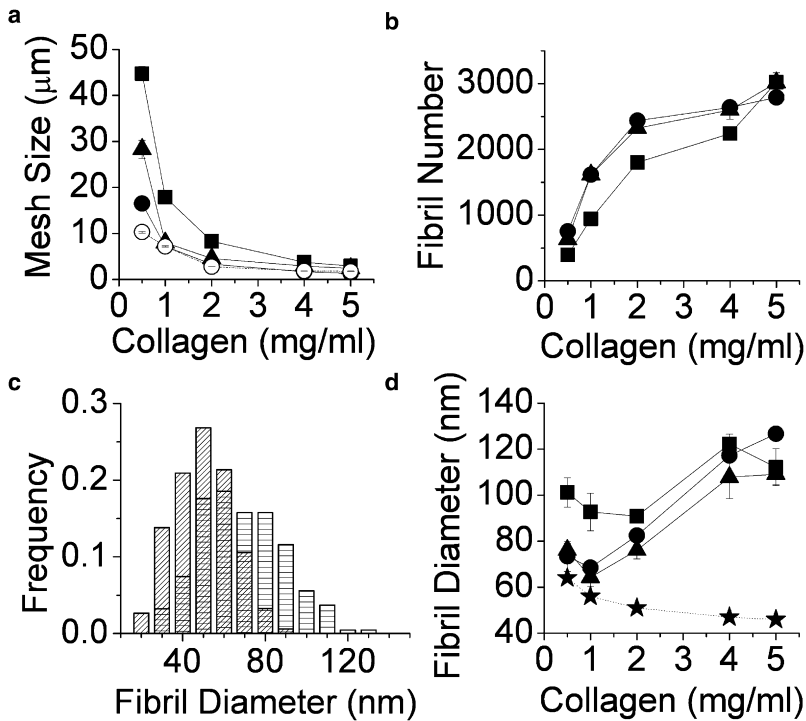 a
Mesh Size (μm)
50
40
30
20
10
0
0 1 2 3 4 5
Collagen (mg/ml)
b
Fibril Number
3000
2000
1000
0
0 1 2 3 4 5
Collagen (mg/ml)
c
Frequency
0.3
0.2
0.1
0.0
40 80 120
Fibril Diameter (nm)
d
Fibril Diameter (nm)
140
120
100
80
60
40
0 1 2 3 4 5
Collagen (mg/ml)